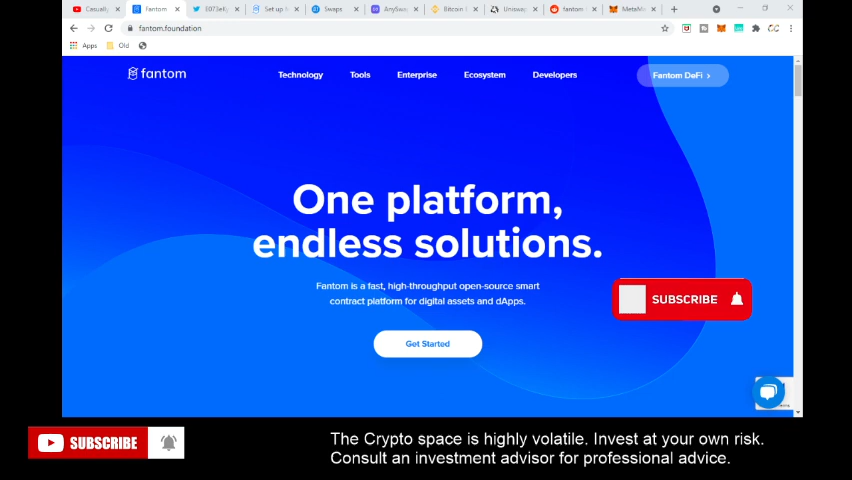 Casually
Fantom
E073elly
Set up M
Swaps
AnySwa
Bitcoin E
Uniswap
fantom
MetaMa
fantom.foundation
Apps
Old
fantom
Technology
Tools
Enterprise
Ecosystem
Developers
Fantom DeFi >
One platform,
endless solutions.
Fantom is a fast, high-throughput open-source smart
contract platform for digital assets and dApps.
SUBSCRIBE
Get Started
SUBSCRIBE
The Crypto space is highly volatile. Invest at your own risk.
Consult an investment advisor for professional advice.